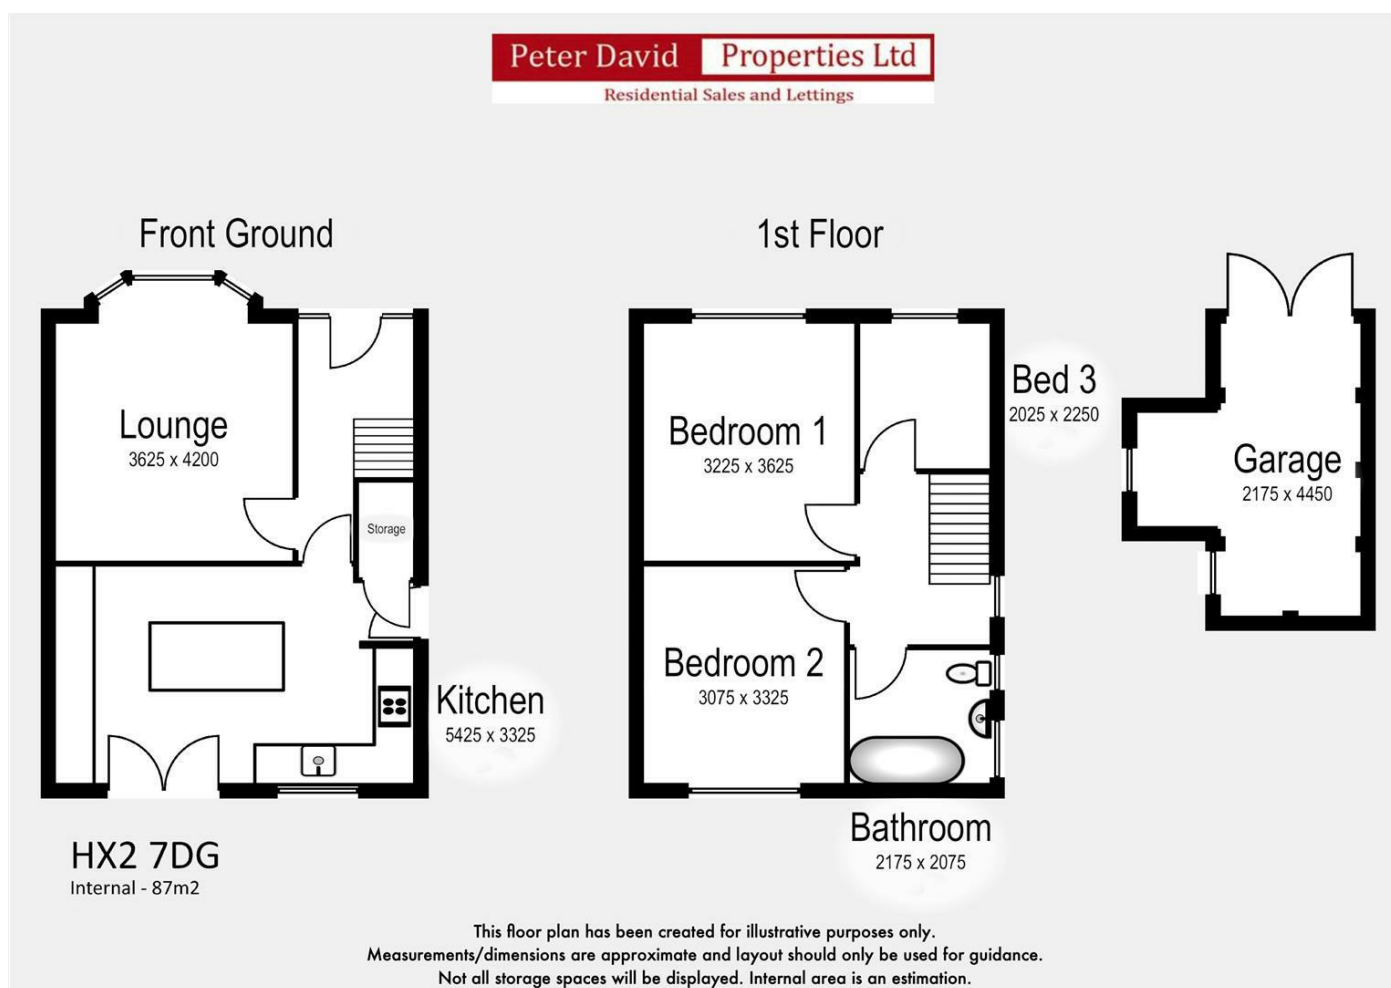 Peter David Properties Ltd
Residential Sales and Lettings
Front Ground
1st Floor
Lounge
3625 x 4200
Storage
Kitchen
5425 x 3325
Bedroom 1
3225 x 3625
Bed 3
2025 x 2250
Bedroom 2
3075 x 3325
Bathroom
2175 x 2075
Garage
2175 x 4450
HX2 7DG
Internal - 87m2
This floor plan has been created for illustrative purposes only.
Measurements/dimensions are approximate and layout should only be used for guidance.
Not all storage spaces will be displayed. Internal area is an estimation.